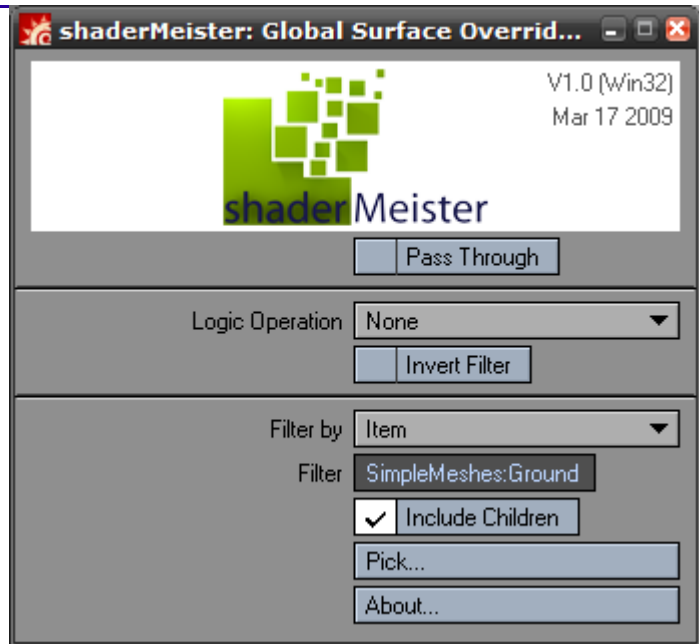 shaderMeister: Global Surface Overrid...
V1.0 (Win32)
Mar 17 2009
shaderMeister
Pass Through
Logic Operation None
Invert Filter
Filter by Item
Filter SimpleMeshes:Ground
Include Children
Pick...
About...